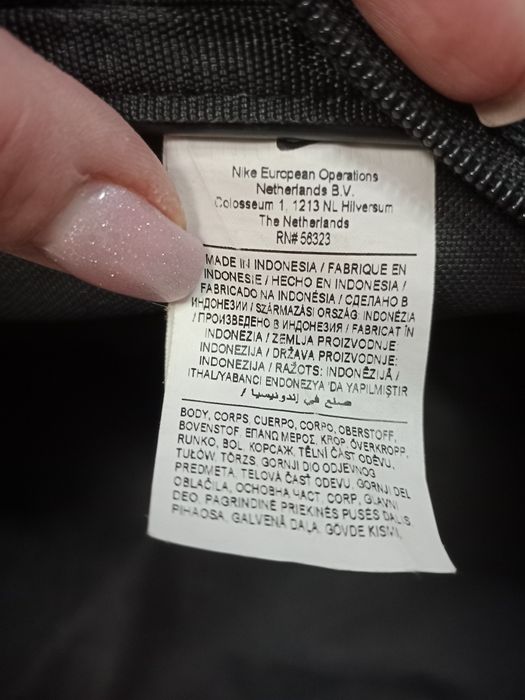 Nike European Operations
Netherlands B.V.
Colosseum 1, 1213 NL Hilversum
The Netherlands
RN# 56323
MADE IN INDONESIA / FABRIQUE EN
INDONESIE / HECHO EN INDONESIA /
FABRICADO NA INDONÉSIA / СДЕЛАНО В
ИНДОНЕЗИИ / SZÁRMAZÁSI ORSZÁG: INDONÉZIA
/ ПРОИЗВЕДЕНО В ИНДОНЕЗИЯ / FABRICAT ÎN
INDONEZIA / ZEMLJA PROIZVODNJE:
INDONEZIJA / DRŽAVA PROIZVODNJE:
INDONEZIJA / RAŽOTS: INDONĒZIJĀ /
ITHAL/YABANCI ENDONEZYA 'DA YAPILMIŞTIR
/ صنع في إندونيسيا
BODY, CORPS, CUERPO, CORPO, OBERSTOFF,
BOVENSTOF, ΕΠΑΝΩ ΜΕΡΟΣ, KROP, ÖVERKROPP,
RUNKO, BOL, КОРСАЖ, TĚLNÍ ČÁST ODĚVU,
TUŁÓW, TÖRZS, GORNJI DIO ODJEVNOG
PREDMETA, TELOVÁ ČASŤ ODEVU, GORNJI DEL
OBLAČILA, ОСНОВНА ЧАСТ, CORP, GLAVNI
DEO, PAGRINDINĖ PRIEKINĖS PUSĖS DALIS
PIHAOSA, GALVENĀ DAĻA, GÖVDE KISMI,